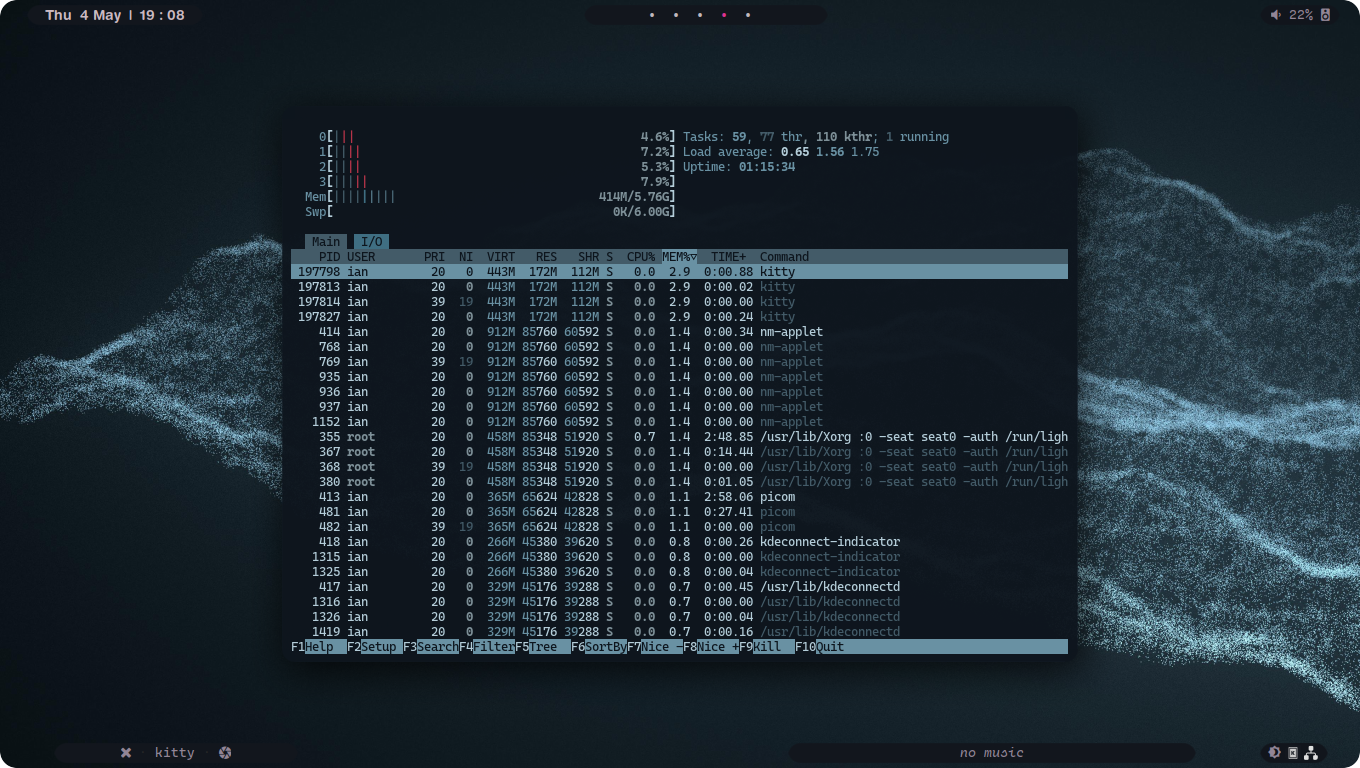 Thu 4 May | 19 : 08
22%
0[||| 4.6%] Tasks: 59, 77 thr, 110 kthr; 1 running
1[|||| 7.2%] Load average: 0.65 1.56 1.75
2[|||| 5.3%] Uptime: 01:15:34
3[||||| 7.9%]
Mem[||||||||| 414M/5.76G]
Swp[ 0K/6.00G]
Main I/O
PID USER PRI NI VIRT RES SHR S CPU% MEM%▽ TIME+ Command
197798 ian 20 0 443M 172M 112M S 0.0 2.9 0:00.88 kitty
197813 ian 20 0 443M 172M 112M S 0.0 2.9 0:00.02 kitty
197814 ian 39 19 443M 172M 112M S 0.0 2.9 0:00.00 kitty
197827 ian 20 0 443M 172M 112M S 0.0 2.9 0:00.24 kitty
414 ian 20 0 912M 85760 60592 S 0.0 1.4 0:00.34 nm-applet
768 ian 20 0 912M 85760 60592 S 0.0 1.4 0:00.00 nm-applet
769 ian 39 19 912M 85760 60592 S 0.0 1.4 0:00.00 nm-applet
935 ian 20 0 912M 85760 60592 S 0.0 1.4 0:00.00 nm-applet
936 ian 20 0 912M 85760 60592 S 0.0 1.4 0:00.00 nm-applet
937 ian 20 0 912M 85760 60592 S 0.0 1.4 0:00.00 nm-applet
1152 ian 20 0 912M 85760 60592 S 0.0 1.4 0:00.00 nm-applet
355 root 20 0 458M 85348 51920 S 0.7 1.4 2:48.85 /usr/lib/Xorg :0 -seat seat0 -auth /run/ligh
367 root 20 0 458M 85348 51920 S 0.0 1.4 0:14.44 /usr/lib/Xorg :0 -seat seat0 -auth /run/ligh
368 root 39 19 458M 85348 51920 S 0.0 1.4 0:00.00 /usr/lib/Xorg :0 -seat seat0 -auth /run/ligh
380 root 20 0 458M 85348 51920 S 0.0 1.4 0:01.05 /usr/lib/Xorg :0 -seat seat0 -auth /run/ligh
413 ian 20 0 365M 65624 42828 S 0.0 1.1 2:58.06 picom
481 ian 20 0 365M 65624 42828 S 0.0 1.1 0:27.41 picom
482 ian 39 19 365M 65624 42828 S 0.0 1.1 0:00.00 picom
418 ian 20 0 266M 45380 39620 S 0.0 0.8 0:00.26 kdeconnect-indicator
1315 ian 20 0 266M 45380 39620 S 0.0 0.8 0:00.00 kdeconnect-indicator
1325 ian 20 0 266M 45380 39620 S 0.0 0.8 0:00.04 kdeconnect-indicator
417 ian 20 0 329M 45176 39288 S 0.0 0.7 0:00.45 /usr/lib/kdeconnectd
1316 ian 20 0 329M 45176 39288 S 0.0 0.7 0:00.00 /usr/lib/kdeconnectd
1326 ian 20 0 329M 45176 39288 S 0.0 0.7 0:00.04 /usr/lib/kdeconnectd
1419 ian 20 0 329M 45176 39288 S 0.0 0.7 0:00.16 /usr/lib/kdeconnectd
F1Help F2Setup F3SearchF4FilterF5Tree F6SortByF7Nice -F8Nice +F9Kill F10Quit
kitty
no music